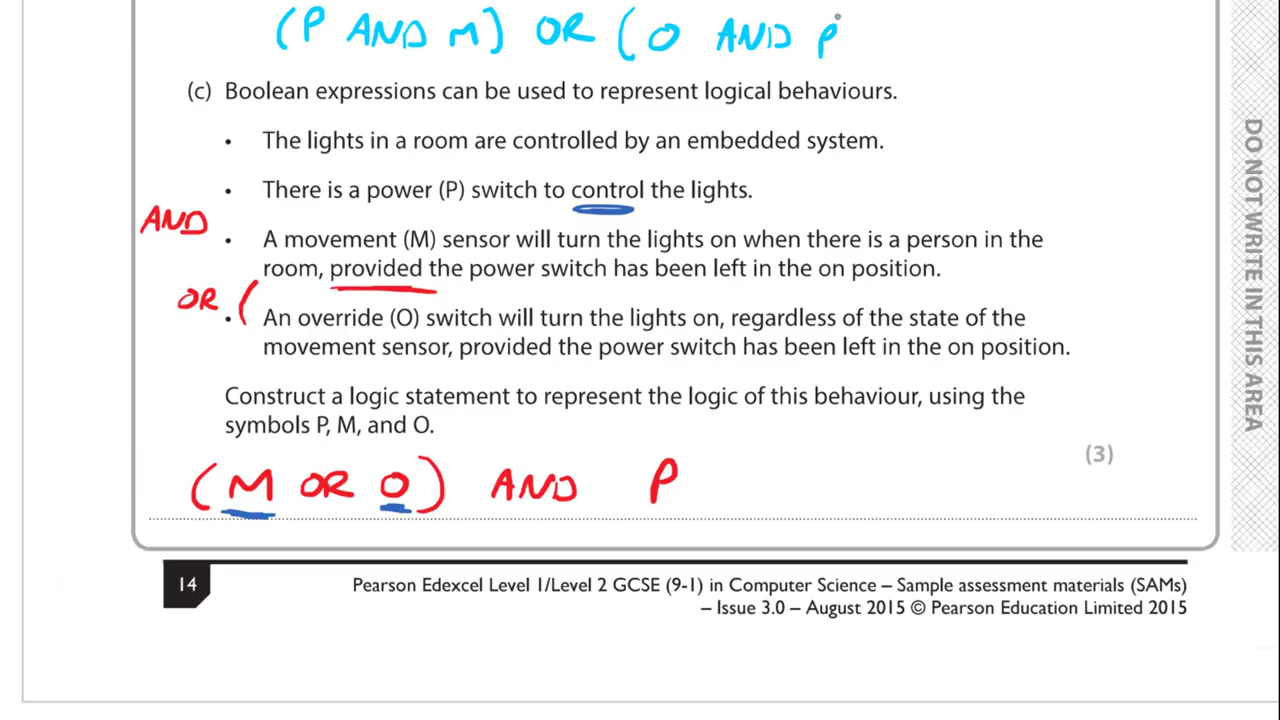 (P AND M) OR (O AND P
(c) Boolean expressions can be used to represent logical behaviours.
• The lights in a room are controlled by an embedded system.
• There is a power (P) switch to control the lights.
AND
• A movement (M) sensor will turn the lights on when there is a person in the
room, provided the power switch has been left in the on position.
OR (
• An override (O) switch will turn the lights on, regardless of the state of the
movement sensor, provided the power switch has been left in the on position.
Construct a logic statement to represent the logic of this behaviour, using the
symbols P, M, and O.
(3)
(M OR O) AND P
14
Pearson Edexcel Level 1/Level 2 GCSE (9-1) in Computer Science – Sample assessment materials (SAMs)
– Issue 3.0 – August 2015 © Pearson Education Limited 2015
DO NOT WRITE IN THIS AREA